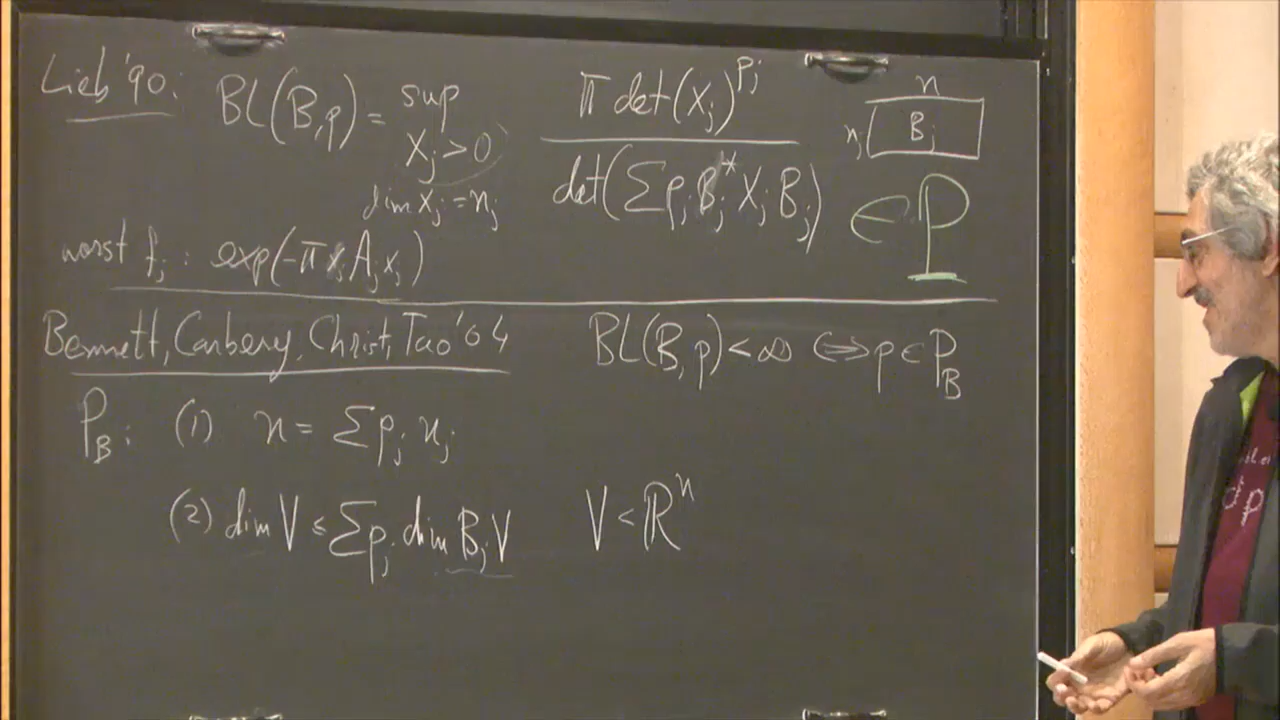 Lieb '90: BL(B,p) = sup X_j > 0 dim X_j = n_j ∏ det(X_j)^{p_j} / det(Σ p_j B_j^* X_j B_j)
n
n_j B_j
∈ P
worst f_j : exp(-π x_j A_j x_j)
Bennett, Carbery, Christ, Tao '04 BL(B,p) < ∞ ⟺ p ∈ P_B
P_B: (1) n = Σ p_j n_j
(2) dim V ≤ Σ p_j dim B_j V V < ℝ^n